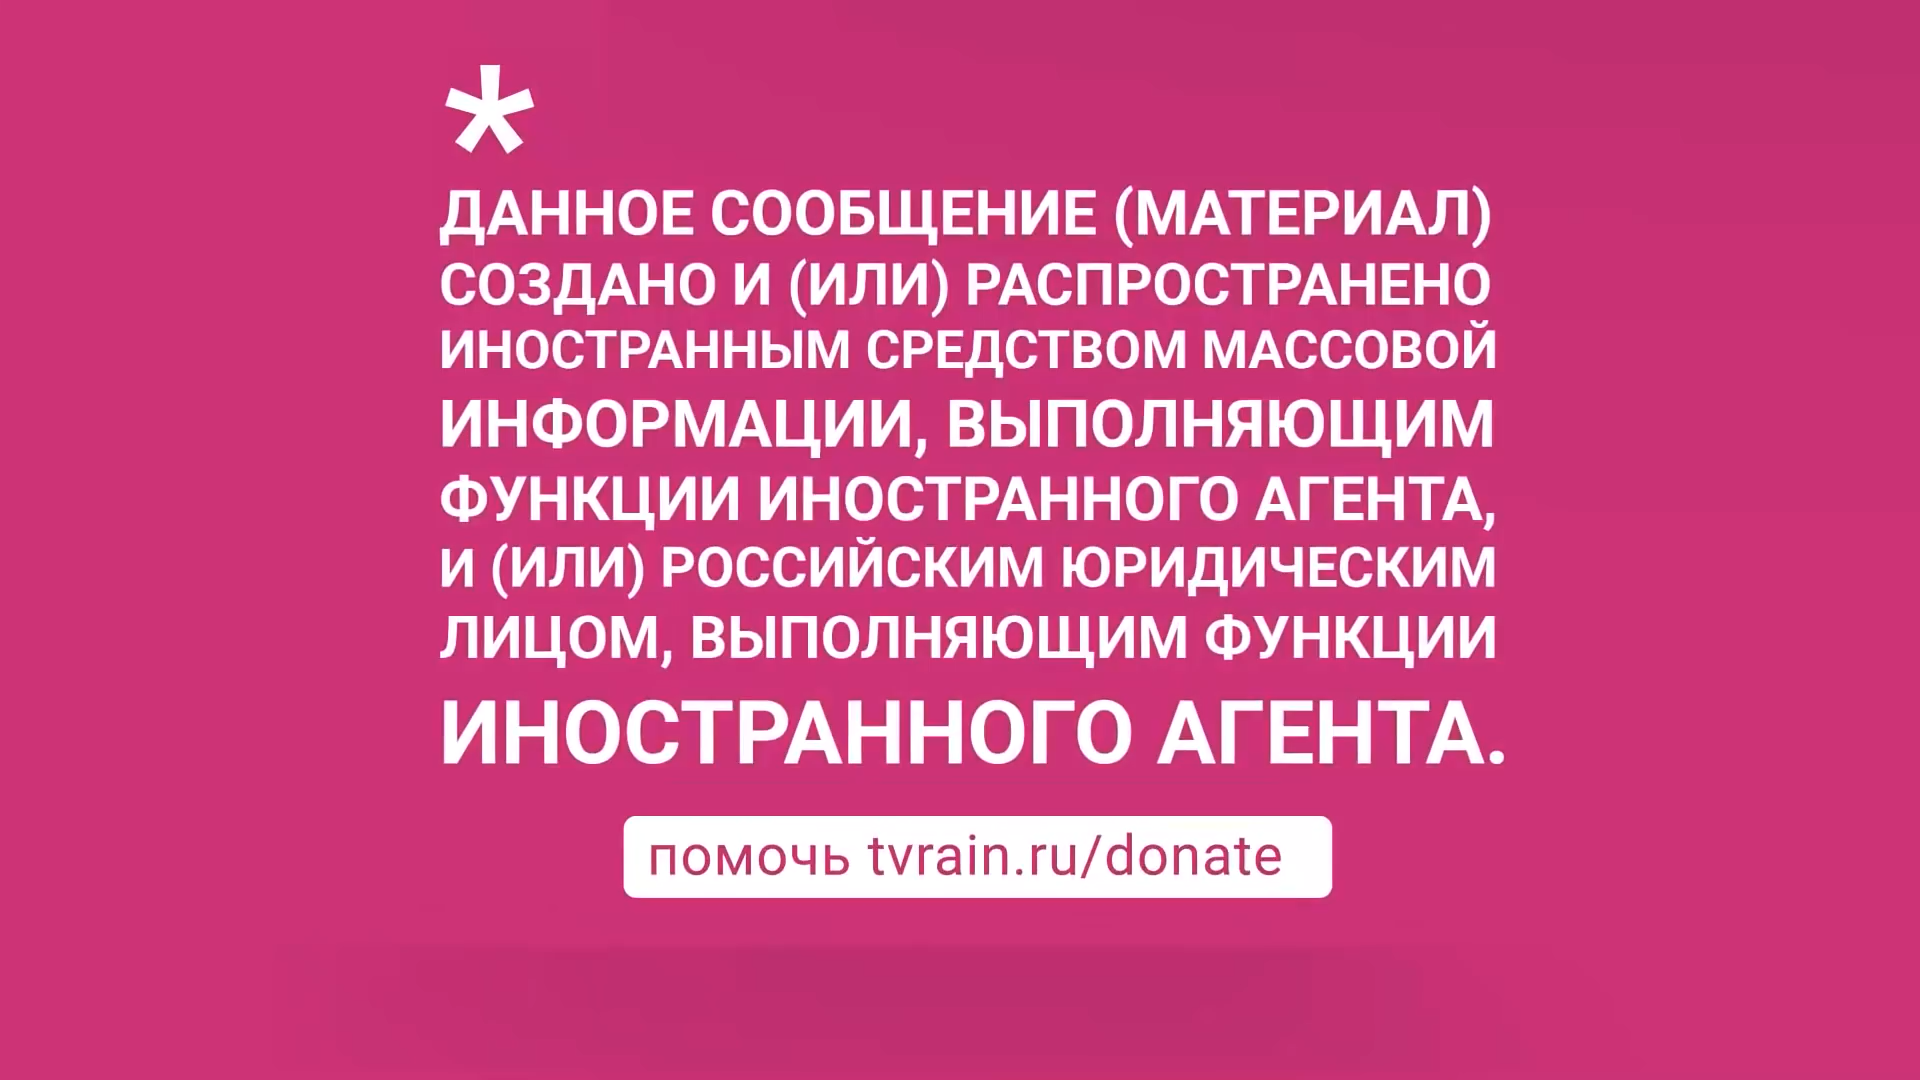 *
ДАННОЕ СООБЩЕНИЕ (МАТЕРИАЛ)
СОЗДАНО И (ИЛИ) РАСПРОСТРАНЕНО
ИНОСТРАННЫМ СРЕДСТВОМ МАССОВОЙ
ИНФОРМАЦИИ, ВЫПОЛНЯЮЩИМ
ФУНКЦИИ ИНОСТРАННОГО АГЕНТА,
И (ИЛИ) РОССИЙСКИМ ЮРИДИЧЕСКИМ
ЛИЦОМ, ВЫПОЛНЯЮЩИМ ФУНКЦИИ
ИНОСТРАННОГО АГЕНТА.
помочь tvrain.ru/donate